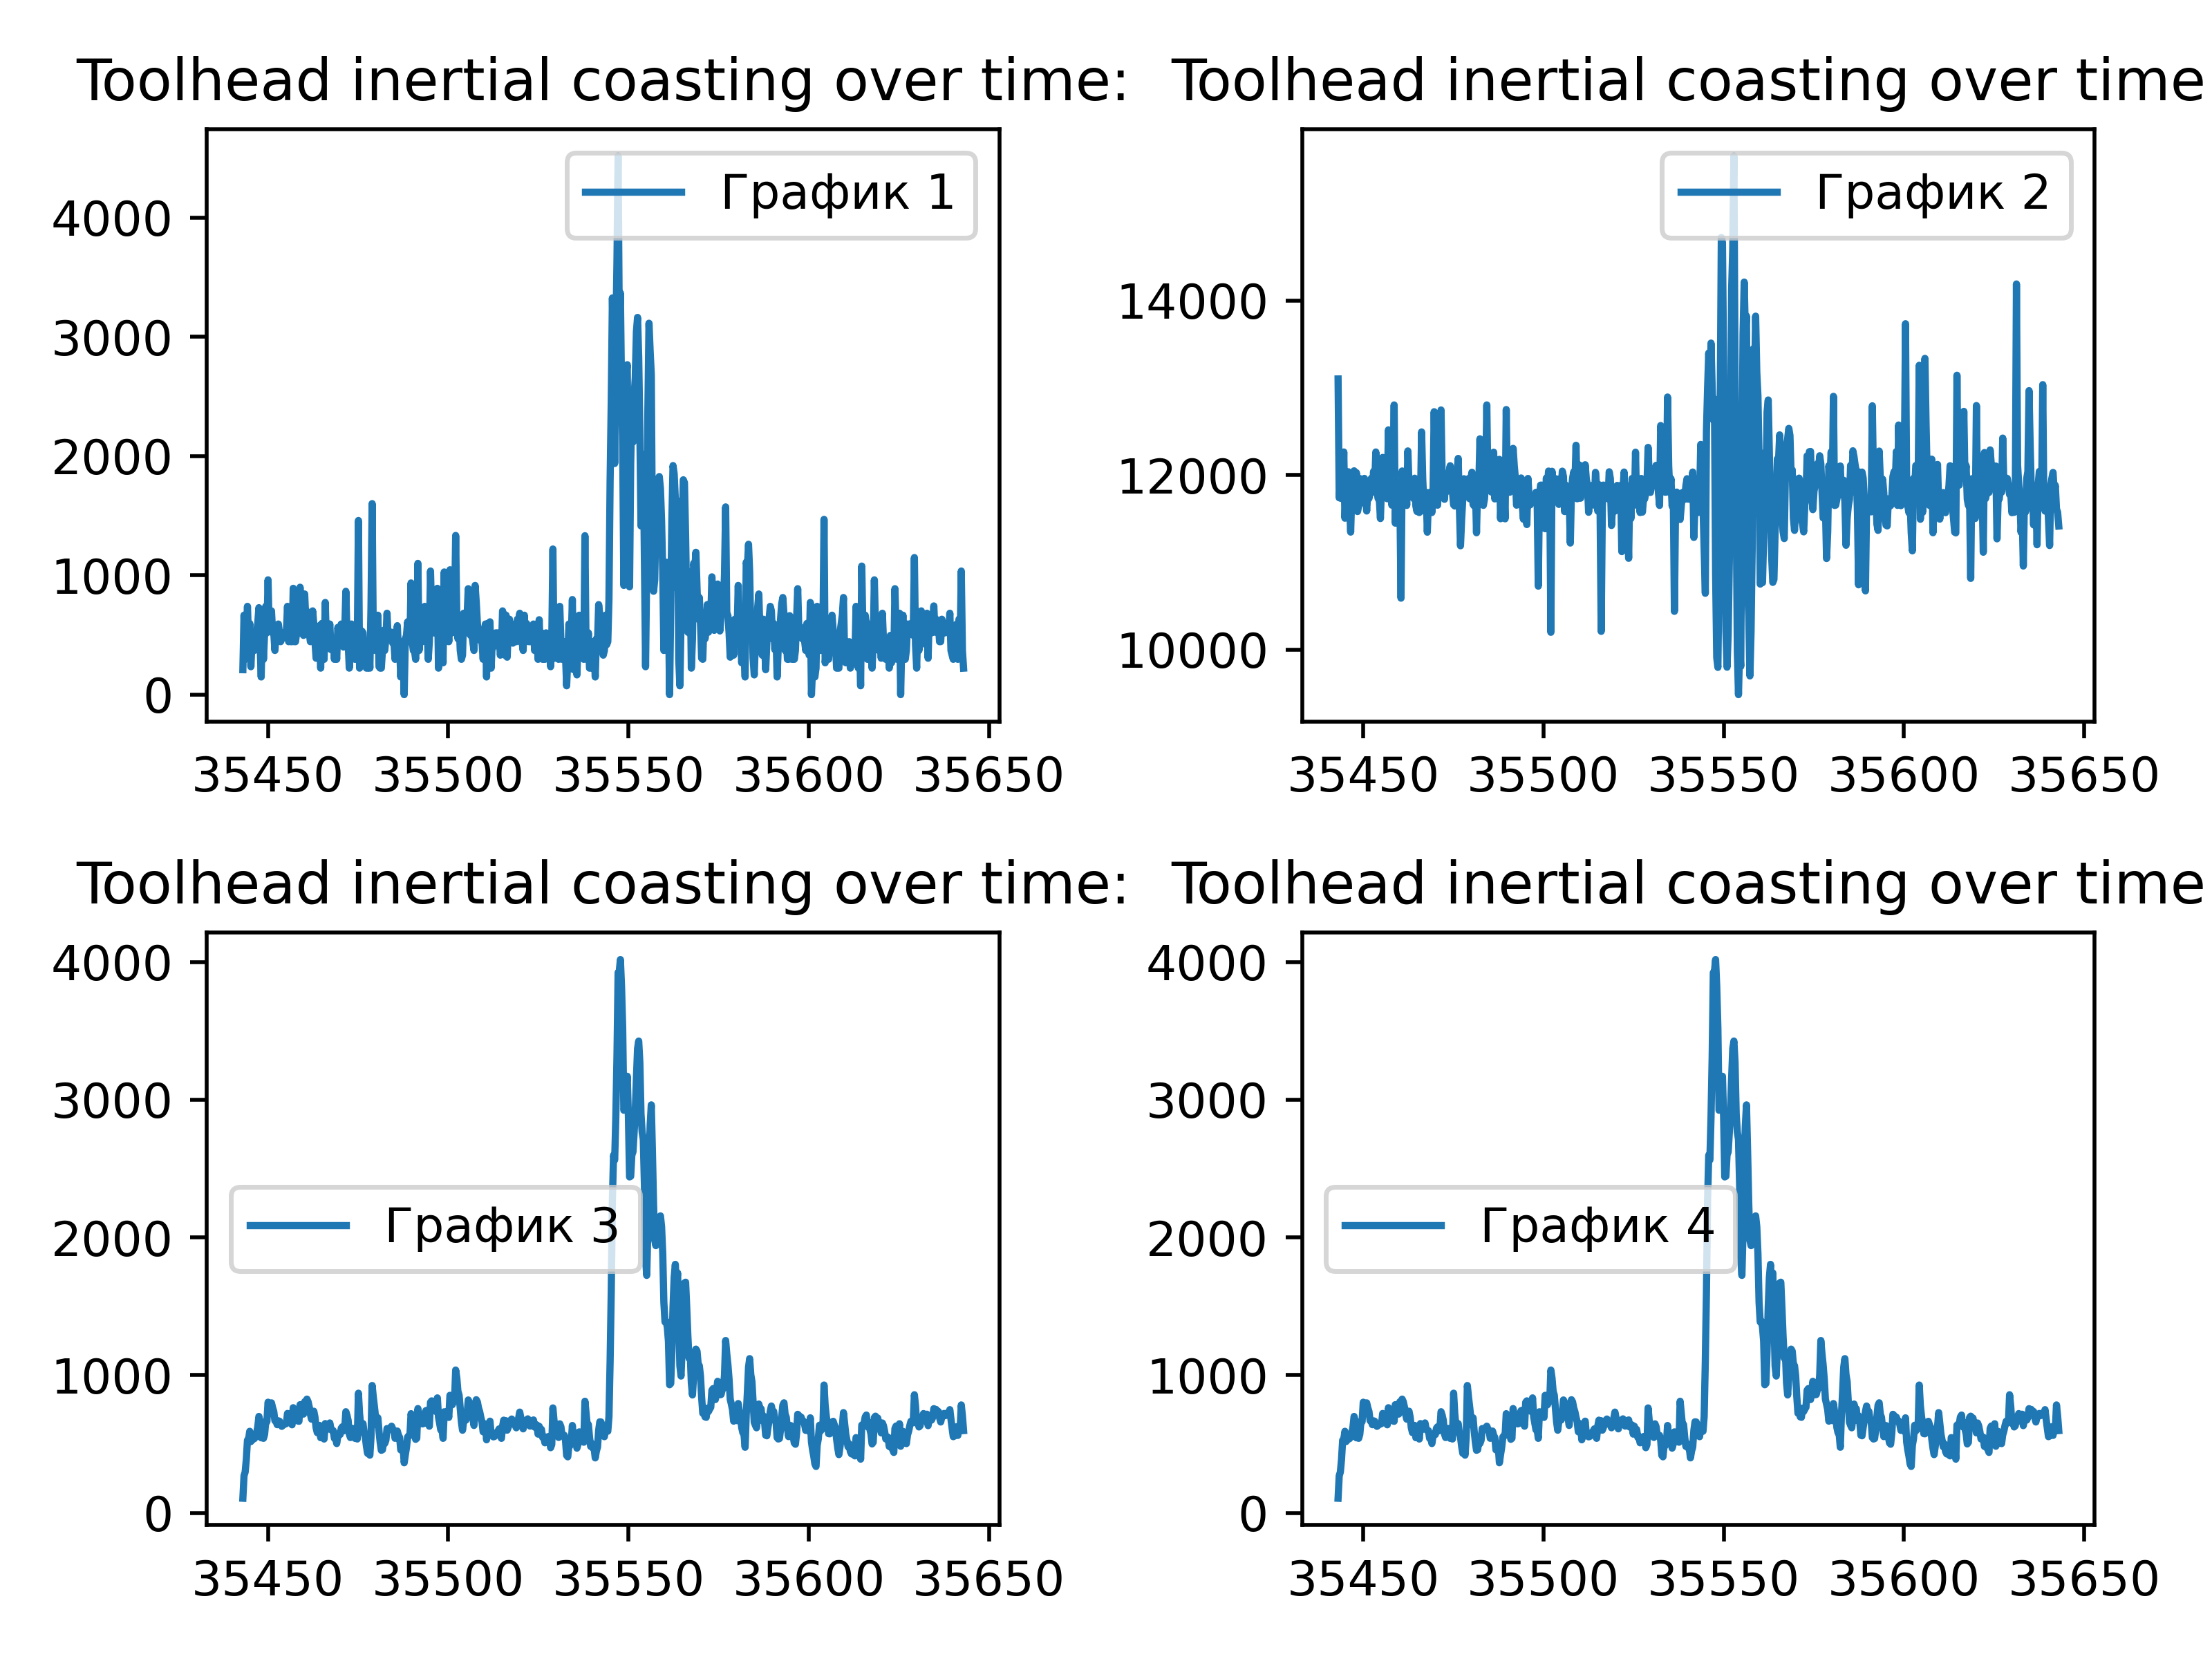 Toolhead inertial coasting over time:
Toolhead inertial coasting over time
График 1
4000
3000
2000
1000
0
35450 35500 35550 35600 35650
График 2
14000
12000
10000
35450 35500 35550 35600 35650
Toolhead inertial coasting over time:
Toolhead inertial coasting over time
4000
3000
График 3
2000
1000
0
35450 35500 35550 35600 35650
4000
3000
График 4
2000
1000
0
35450 35500 35550 35600 35650